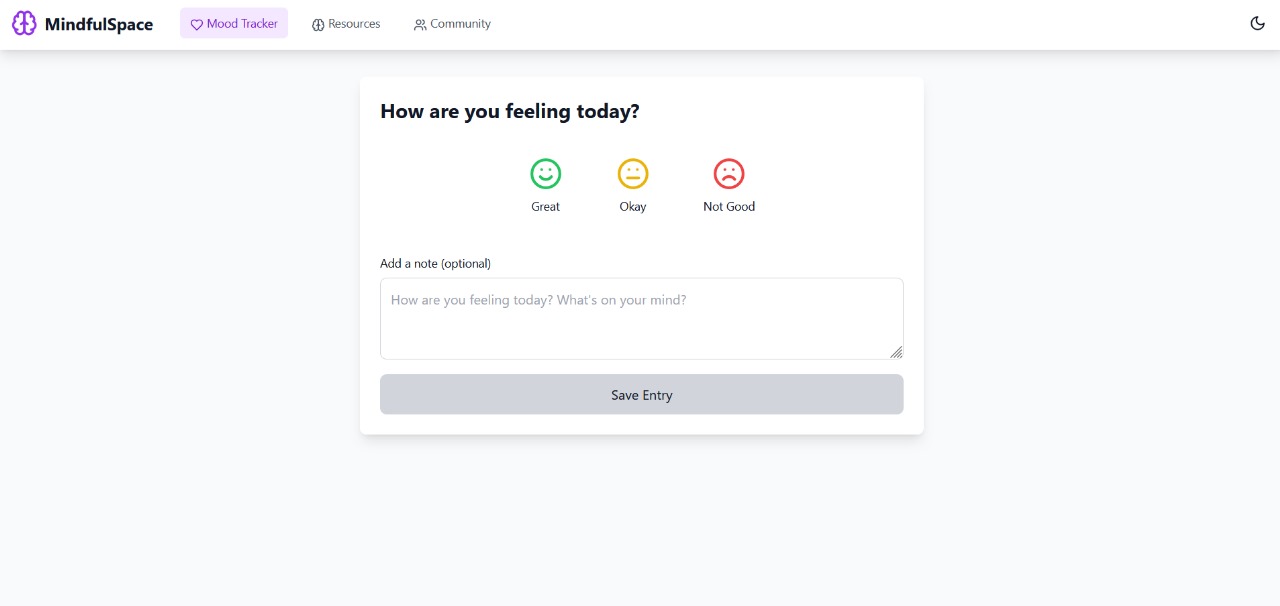 MindfulSpace Mood Tracker Resources Community
How are you feeling today?
Great Okay Not Good
Add a note (optional)
How are you feeling today? What's on your mind?
Save Entry